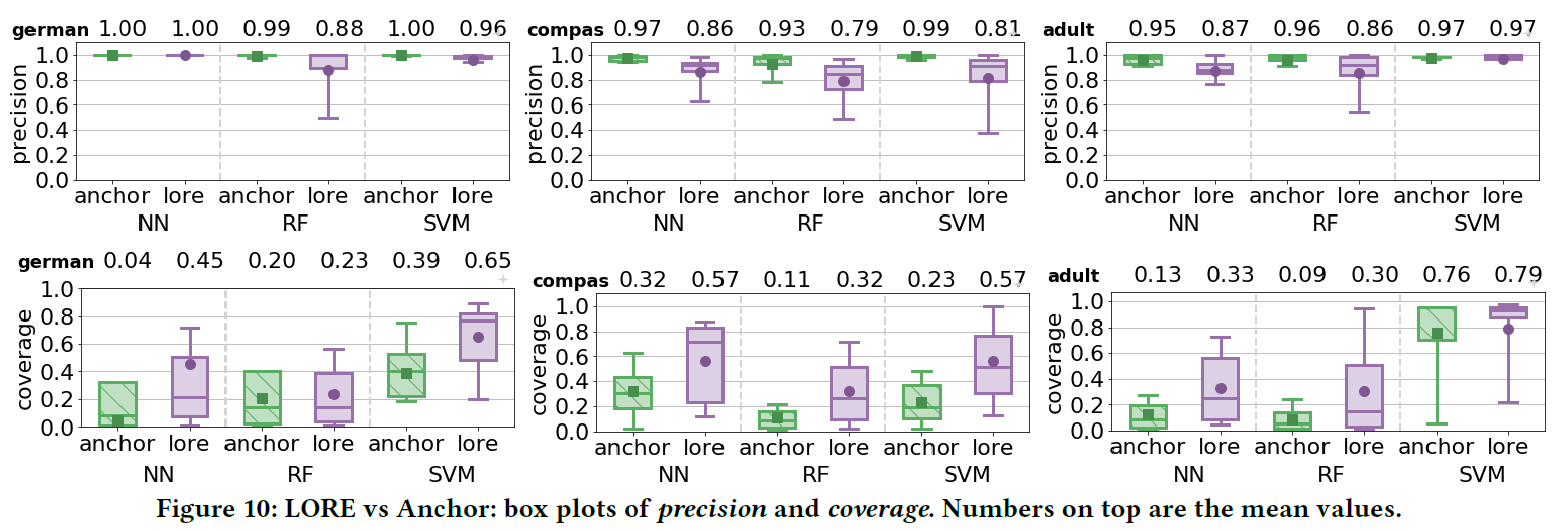 german 1.00 1.00 0.99 0.88 1.00 0.96
precision
1.0
0.8
0.6
0.4
0.2
0.0
anchor lore anchor lore anchor lore
NN RF SVM
compas 0.97 0.86 0.93 0.79 0.99 0.81
precision
1.0
0.8
0.6
0.4
0.2
0.0
anchor lore anchor lore anchor lore
NN RF SVM
adult 0.95 0.87 0.96 0.86 0.97 0.97
precision
1.0
0.8
0.6
0.4
0.2
0.0
anchor lore anchor lore anchor lore
NN RF SVM
german 0.04 0.45 0.20 0.23 0.39 0.65
coverage
1.0
0.8
0.6
0.4
0.2
0.0
anchor lore anchor lore anchor lore
NN RF SVM
compas 0.32 0.57 0.11 0.32 0.23 0.57
coverage
1.0
0.8
0.6
0.4
0.2
0.0
anchor lore anchor lore anchor lore
NN RF SVM
adult 0.13 0.33 0.09 0.30 0.76 0.79
coverage
1.0
0.8
0.6
0.4
0.2
0.0
anchor lore anchor lore anchor lore
NN RF SVM
Figure 10: LORE vs Anchor: box plots of precision and coverage. Numbers on top are the mean values.